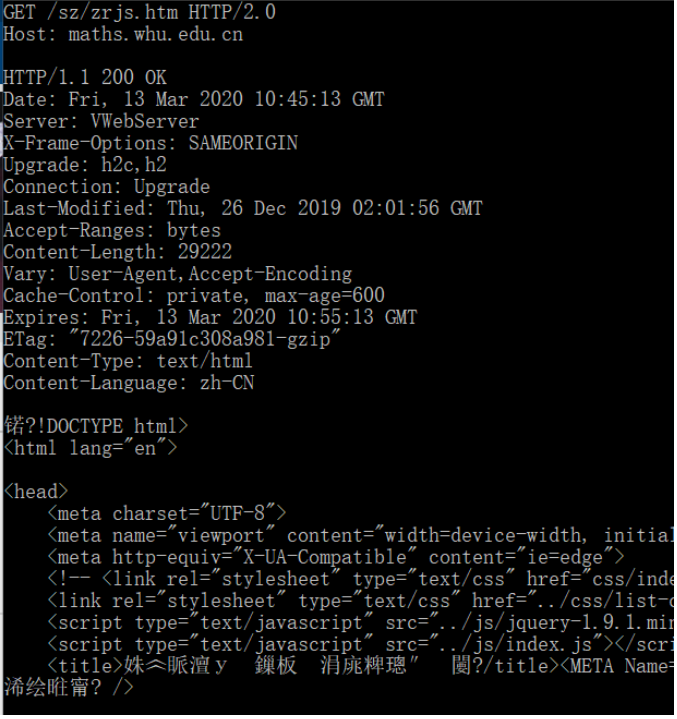 GET /sz/zrjs.htm HTTP/2.0
Host: maths.whu.edu.cn
HTTP/1.1 200 OK
Date: Fri, 13 Mar 2020 10:45:13 GMT
Server: VWebServer
X-Frame-Options: SAMEORIGIN
Upgrade: h2c,h2
Connection: Upgrade
Last-Modified: Thu, 26 Dec 2019 02:01:56 GMT
Accept-Ranges: bytes
Content-Length: 29222
Vary: User-Agent,Accept-Encoding
Cache-Control: private, max-age=600
Expires: Fri, 13 Mar 2020 10:55:13 GMT
ETag: "7226-59a91c308a981-gzip"
Content-Type: text/html
Content-Language: zh-CN
锘?!DOCTYPE html>
<html lang="en">
<head>
<meta charset="UTF-8">
<meta name="viewport" content="width=device-width, initial
<meta http-equiv="X-UA-Compatible" content="ie=edge">
<!-- <link rel="stylesheet" type="text/css" href="css/inde
<link rel="stylesheet" type="text/css" href="../css/list-c
<script type="text/javascript" src="../js/jquery-1.9.1.min
<script type="text/javascript" src="../js/index.js"></scri
<title>姝︽眽澶у 鏁板 涓庣粺璁″ 闄?/title><META Name=
浠绘暀甯? />